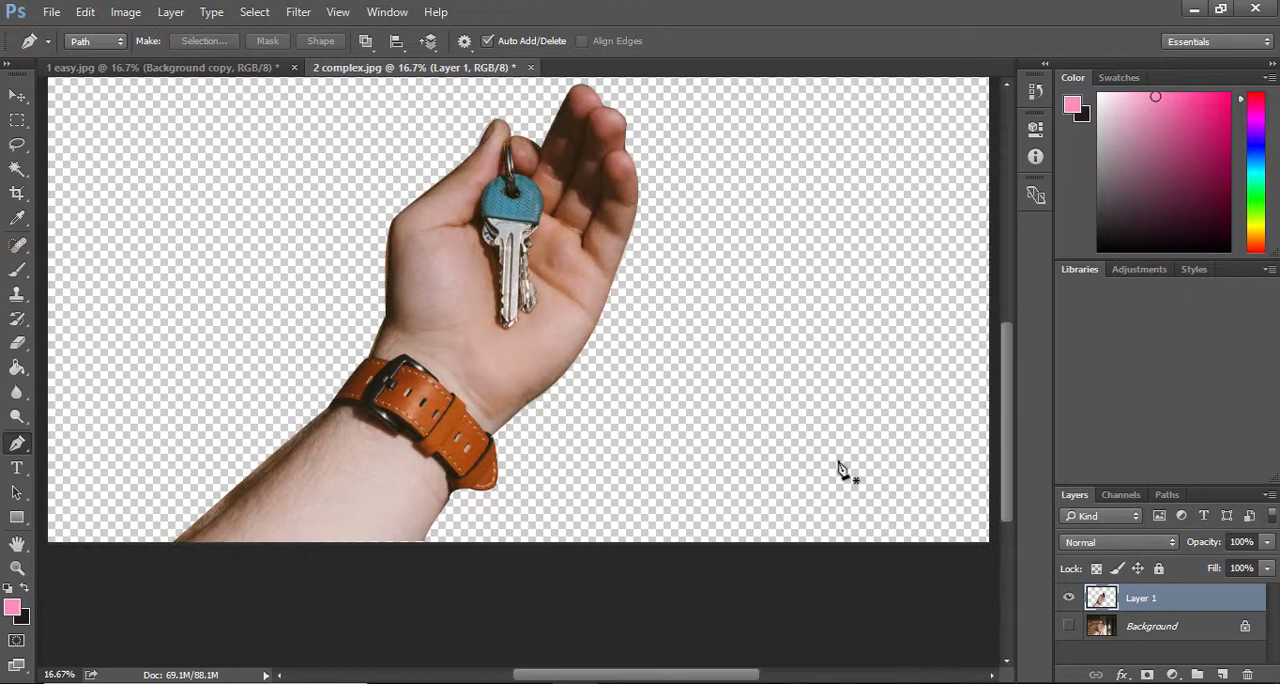 Ps File Edit Image Layer Type Select Filter View Window Help
Path Make: Selection... Mask Shape Auto Add/Delete Align Edges Essentials
1 easy.jpg @ 16.7% (Background copy, RGB/8) * × 2 complex.jpg @ 16.7% (Layer 1, RGB/8) * ×
Color Swatches
Libraries Adjustments Styles
Layers Channels Paths
Kind
Normal Opacity: 100%
Lock: Fill: 100%
Layer 1
Background
T
fx
16.67% Doc: 69.1M/88.1M